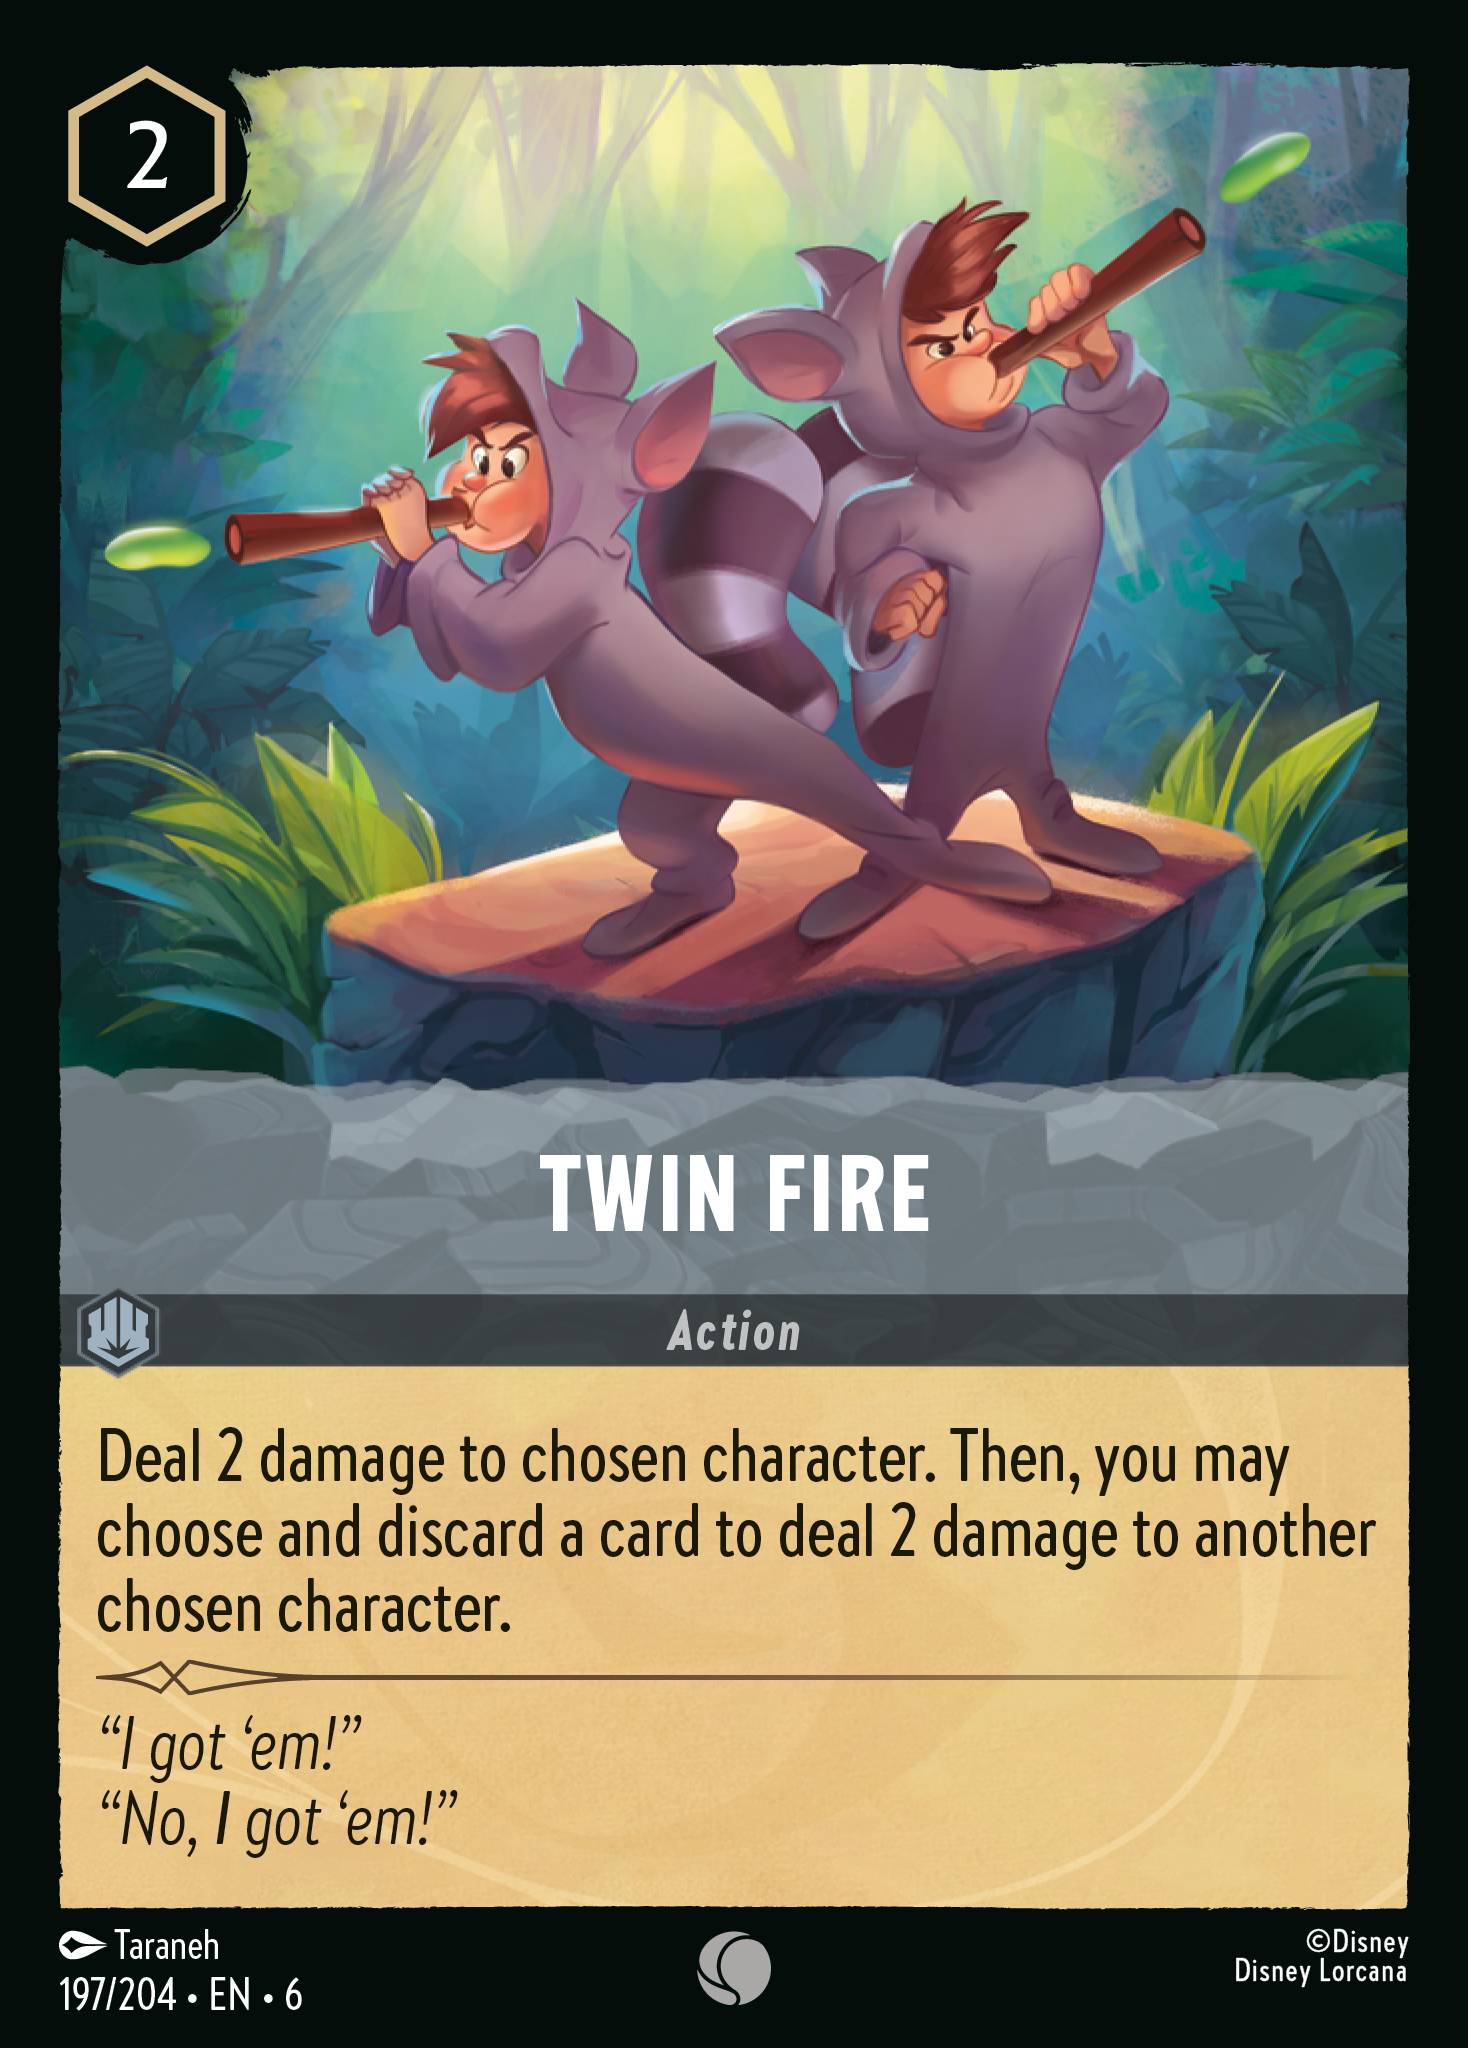 2
TWIN FIRE
Action
Deal 2 damage to chosen character. Then, you may
choose and discard a card to deal 2 damage to another
chosen character.
“I got ‘em!”
“No, I got ‘em!”
Taraneh
197/204 • EN • 6
©Disney
Disney Lorcana